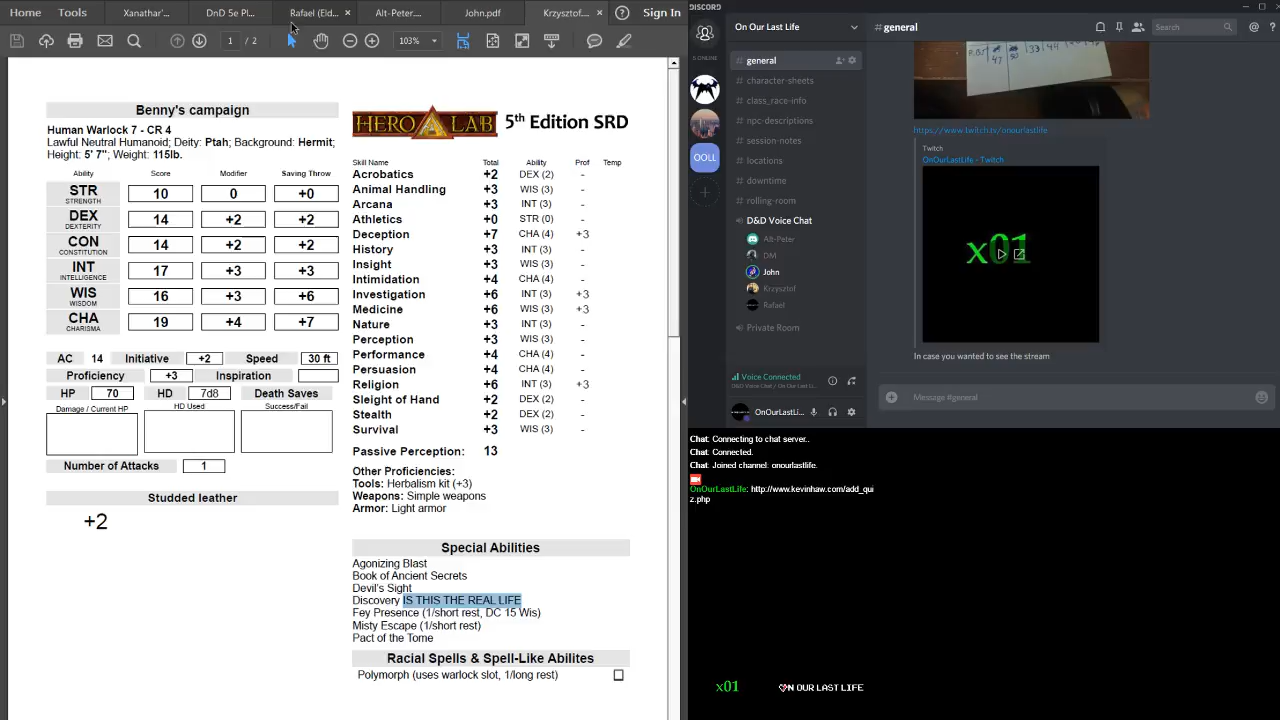 Xanathar'...
DnD 5e Pl...
Rafael (Eld...
Alt-Peter....
John.pdf
Krzysztof....
Home
Tools
Sign In
1 / 2
103%
Benny's campaign
Human Warlock 7 - CR 4
Lawful Neutral Humanoid; Deity: Ptah; Background: Hermit;
Height: 5' 7"; Weight: 115lb.
Ability Score Modifier Saving Throw
STR 10 0 +0
STRENGTH
DEX 14 +2 +2
DEXTERITY
CON 14 +2 +2
CONSTITUTION
INT 17 +3 +3
INTELLIGENCE
WIS 16 +3 +6
WISDOM
CHA 19 +4 +7
CHARISMA
AC 14 Initiative +2 Speed 30 ft
Proficiency +3 Inspiration
HP 70 HD 7d8 Death Saves
Damage / Current HP HD Used Success/Fail
Number of Attacks 1
Studded leather
+2
HERO LAB 5th Edition SRD
Skill Name Total Ability Prof Temp
Acrobatics +2 DEX (2) -
Animal Handling +3 WIS (3) -
Arcana +3 INT (3) -
Athletics +0 STR (0) -
Deception +7 CHA (4) +3
History +3 INT (3) -
Insight +3 WIS (3) -
Intimidation +4 CHA (4) -
Investigation +6 INT (3) +3
Medicine +6 WIS (3) +3
Nature +3 INT (3) -
Perception +3 WIS (3) -
Performance +4 CHA (4) -
Persuasion +4 CHA (4) -
Religion +6 INT (3) +3
Sleight of Hand +2 DEX (2) -
Stealth +2 DEX (2) -
Survival +3 WIS (3) -
Passive Perception: 13
Other Proficiencies:
Tools: Herbalism kit (+3)
Weapons: Simple weapons
Armor: Light armor
Special Abilities
Agonizing Blast
Book of Ancient Secrets
Devil's Sight
Discovery IS THIS THE REAL LIFE
Fey Presence (1/short rest, DC 15 Wis)
Misty Escape (1/short rest)
Pact of the Tome
Racial Spells & Spell-Like Abilites
Polymorph (uses warlock slot, 1/long rest)
DISCORD
5 ONLINE
OOLL
On Our Last Life
# general
# character-sheets
# class_race-info
# npc-descriptions
# session-notes
# locations
# downtime
# rolling-room
D&D Voice Chat
Alt-Peter
DM
John
Krzysztof
Rafael
Private Room
Voice Connected
D&D Voice Chat / On Our Last Li...
OnOurLastLi...
#general
Search
47
33 44
https://www.twitch.tv/onourlastlife
Twitch
OnOurLastLife - Twitch
x01
In case you wanted to see the stream
Message #general
Chat: Connecting to chat server..
Chat: Connected.
Chat: Joined channel: onourlastlife.
OnOurLastLife: http://www.kevinhaw.com/add_qui
z.php
x01
ON OUR LAST LIFE